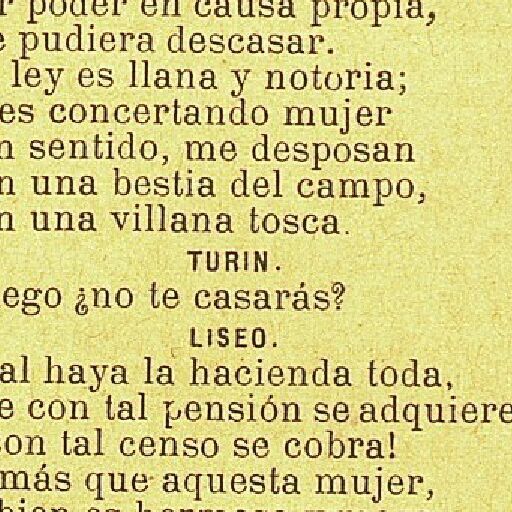 r poder en causa propia,
e pudiera descasar.
ley es llana y notoria;
es concertando mujer
n sentido, me desposan
n una bestia del campo,
n una villana tosca.
TURIN.
ego ¿no te casarás?
LISEO.
al haya la hacienda toda,
e con tal pensión se adquiere
on tal censo se cobra!
más que aquesta mujer,